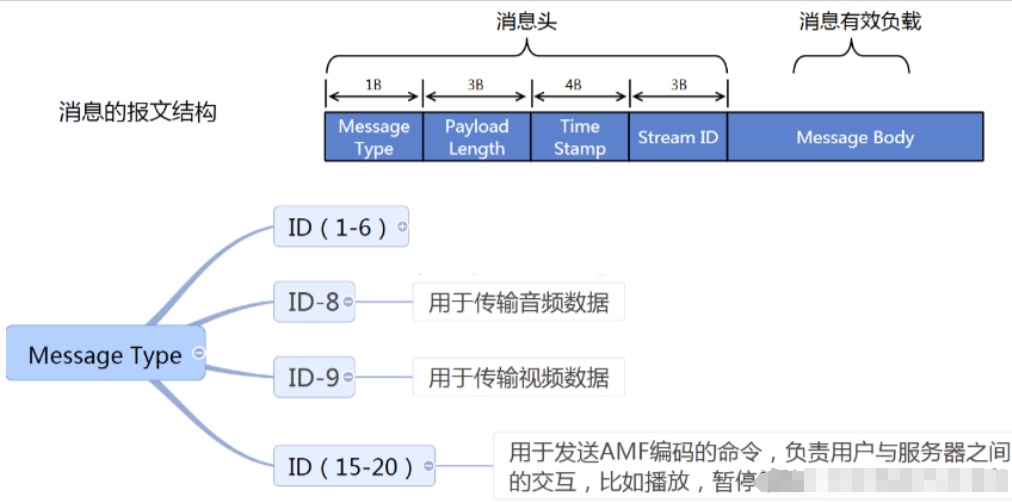 消息头
消息有效负载
1B
3B
4B
3B
消息的报文结构
Message Type
Payload Length
Time Stamp
Stream ID
Message Body
ID（1-6）
ID-8
用于传输音频数据
Message Type
ID-9
用于传输视频数据
ID（15-20）
用于发送AMF编码的命令，负责用户与服务器之间
的交互，比如播放，暂停